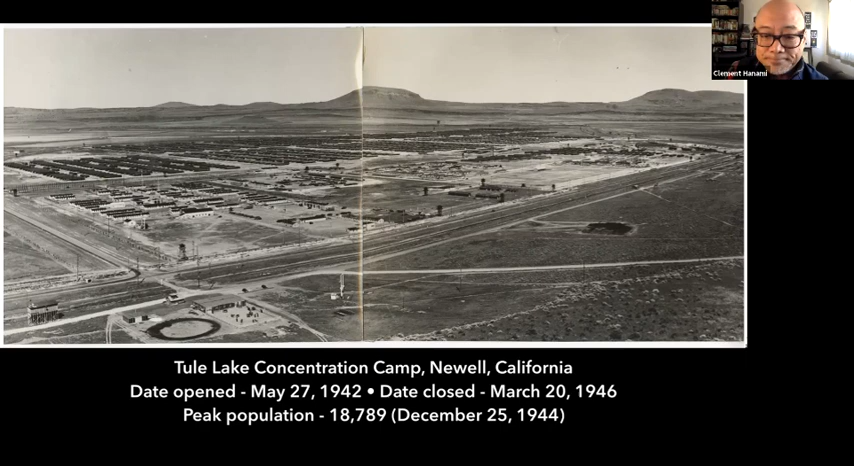 Clement Hanami
Tule Lake Concentration Camp, Newell, California
Date opened - May 27, 1942 • Date closed - March 20, 1946
Peak population - 18,789 (December 25, 1944)